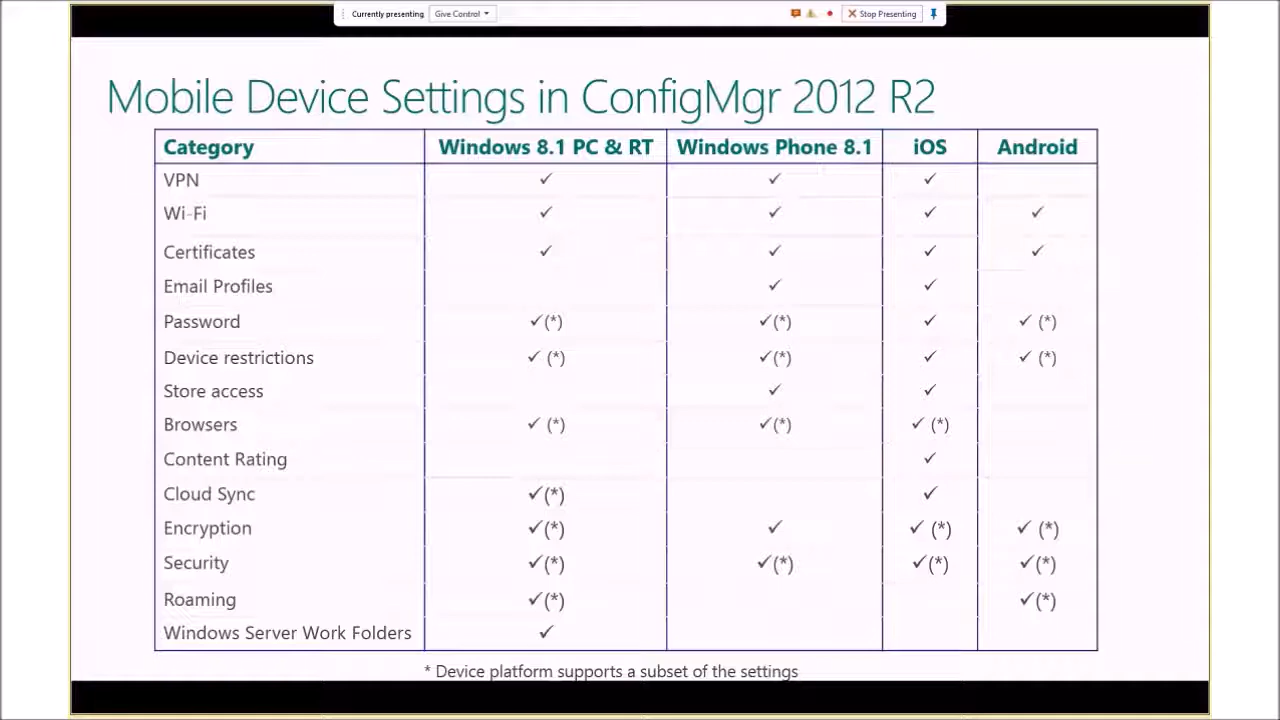 Currently presenting Give Control Stop Presenting
Mobile Device Settings in ConfigMgr 2012 R2
Category Windows 8.1 PC & RT Windows Phone 8.1 iOS Android
VPN ✓ ✓ ✓
Wi-Fi ✓ ✓ ✓ ✓
Certificates ✓ ✓ ✓ ✓
Email Profiles ✓ ✓
Password ✓(*) ✓(*) ✓ ✓ (*)
Device restrictions ✓ (*) ✓(*) ✓ ✓ (*)
Store access ✓ ✓
Browsers ✓ (*) ✓(*) ✓ (*)
Content Rating ✓
Cloud Sync ✓(*) ✓
Encryption ✓(*) ✓ ✓ (*) ✓ (*)
Security ✓(*) ✓(*) ✓(*) ✓(*)
Roaming ✓(*) ✓(*)
Windows Server Work Folders ✓
* Device platform supports a subset of the settings